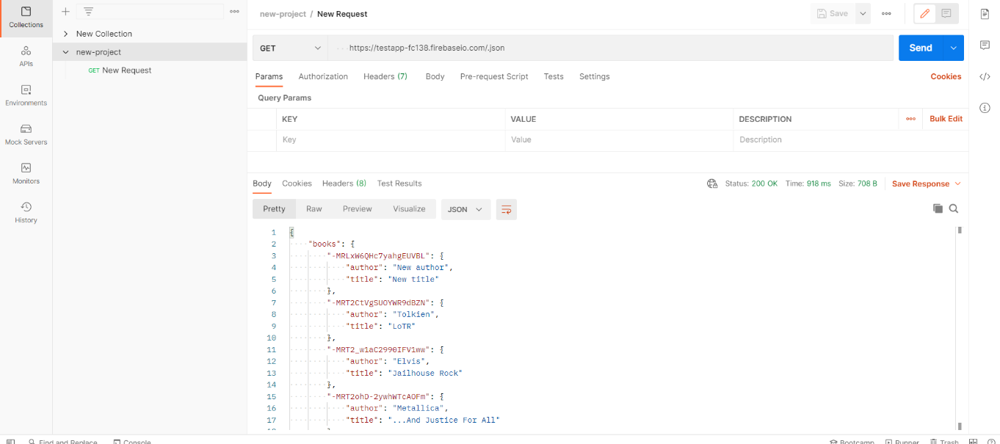 new-project / New Request
Save
Collections
New Collection
new-project
GET New Request
APIs
Environments
Mock Servers
Monitors
History
GET
https://testapp-fc138.firebaseio.com/.json
Send
Params Authorization Headers (7) Body Pre-request Script Tests Settings Cookies
Query Params
KEY VALUE DESCRIPTION Bulk Edit
Key Value Description
Body Cookies Headers (8) Test Results Status: 200 OK Time: 918 ms Size: 708 B Save Response
Pretty Raw Preview Visualize JSON
1 {
2 "books": {
3 "-MRLxW6QHc7yahgEUVBL": {
4 "author": "New author",
5 "title": "New title"
6 },
7 "-MRT2CtVgSUOYWR9dBZN": {
8 "author": "Tolkien",
9 "title": "LoTR"
10 },
11 "-MRT2_w1aC2990IFV1ww": {
12 "author": "Elvis",
13 "title": "Jailhouse Rock"
14 },
15 "-MRT2ohD-2ywhWTcAOFm": {
16 "author": "Metallica",
17 "title": "...And Justice For All"
18
Find and Replace Console Bootcamp Runner Trash